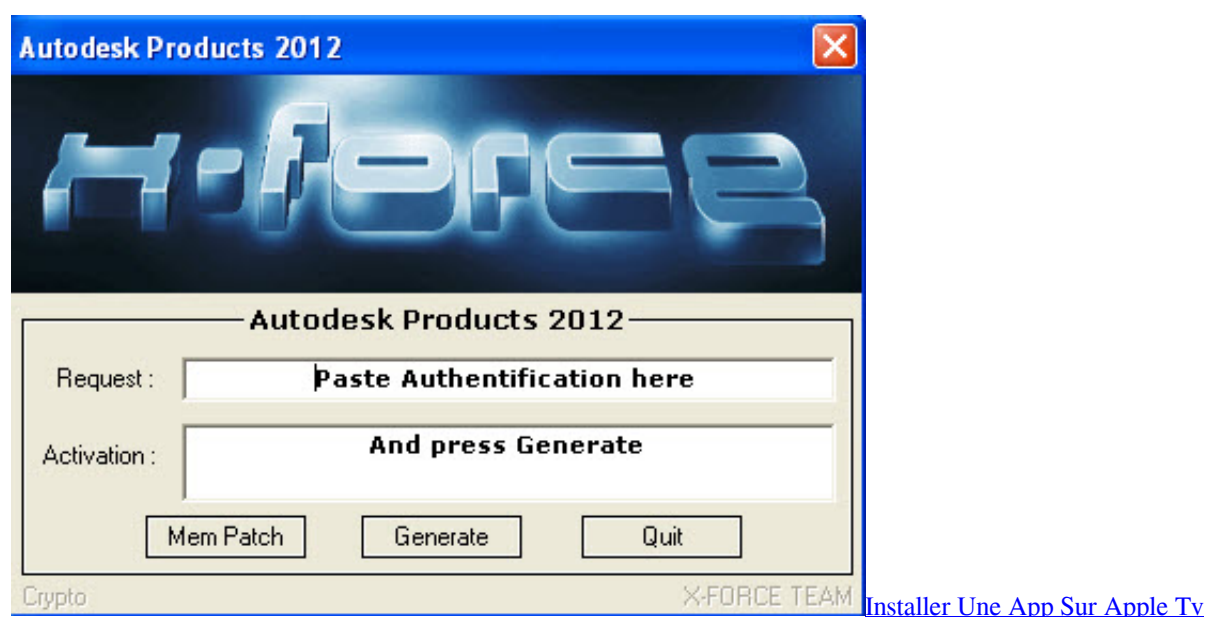 Autodesk Products 2012
x-force
Autodesk Products 2012
Request :
Paste Authentification here
Activation :
And press Generate
Mem Patch Generate Quit
Crypto X-FORCE TEAM
Installer Une App Sur Apple Tv